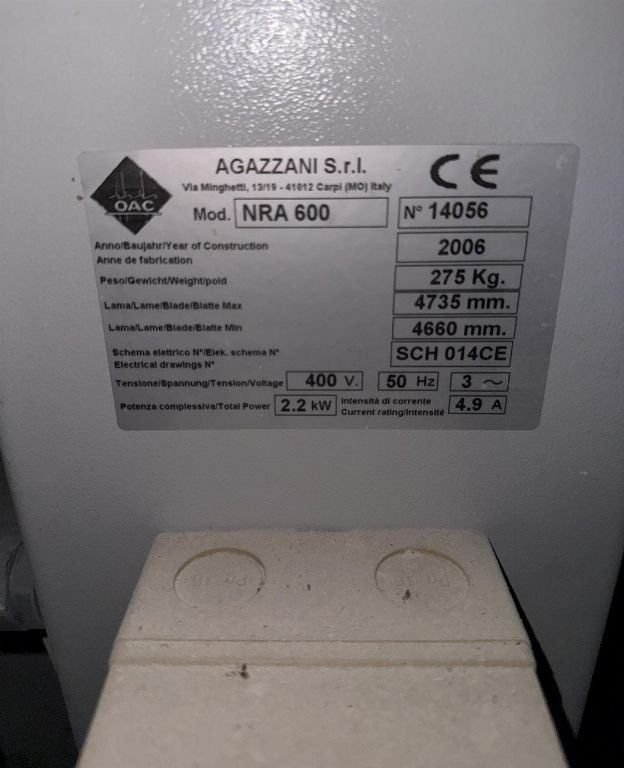 OAC
AGAZZANI S.r.l.
Via Minghetti, 13/19 - 41012 Carpi (MO) Italy
Mod. NRA 600 N° 14056
Anno/Baujahr/Year of Construction 2006
Anne de fabrication
Peso/Gewicht/Weight/poid 275 Kg.
Lama/Lame/Blade/Blatte Max 4735 mm.
Lama/Lame/Blade/Blatte Min 4660 mm.
Schema elettrico N°/Elek. schema N° SCH 014CE
Electrical drawings N°
Tensione/Spannung/Tension/Voltage 400 V. 50 Hz 3 ~
Potenza complessiva/Total Power 2.2 kW Intensità di corrente 4.9 A
Current rating/Intensité
CE